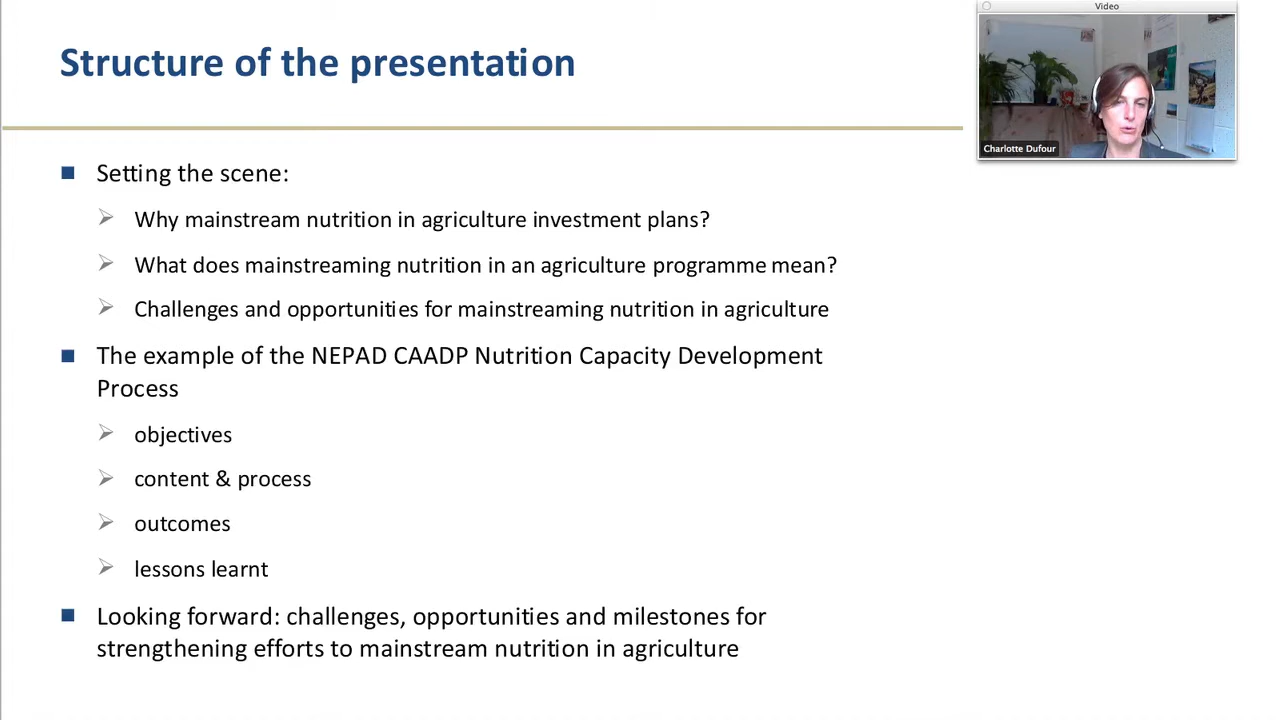 Structure of the presentation
Video
Charlotte Dufour
Setting the scene:
Why mainstream nutrition in agriculture investment plans?
What does mainstreaming nutrition in an agriculture programme mean?
Challenges and opportunities for mainstreaming nutrition in agriculture
The example of the NEPAD CAADP Nutrition Capacity Development
Process
objectives
content & process
outcomes
lessons learnt
Looking forward: challenges, opportunities and milestones for
strengthening efforts to mainstream nutrition in agriculture